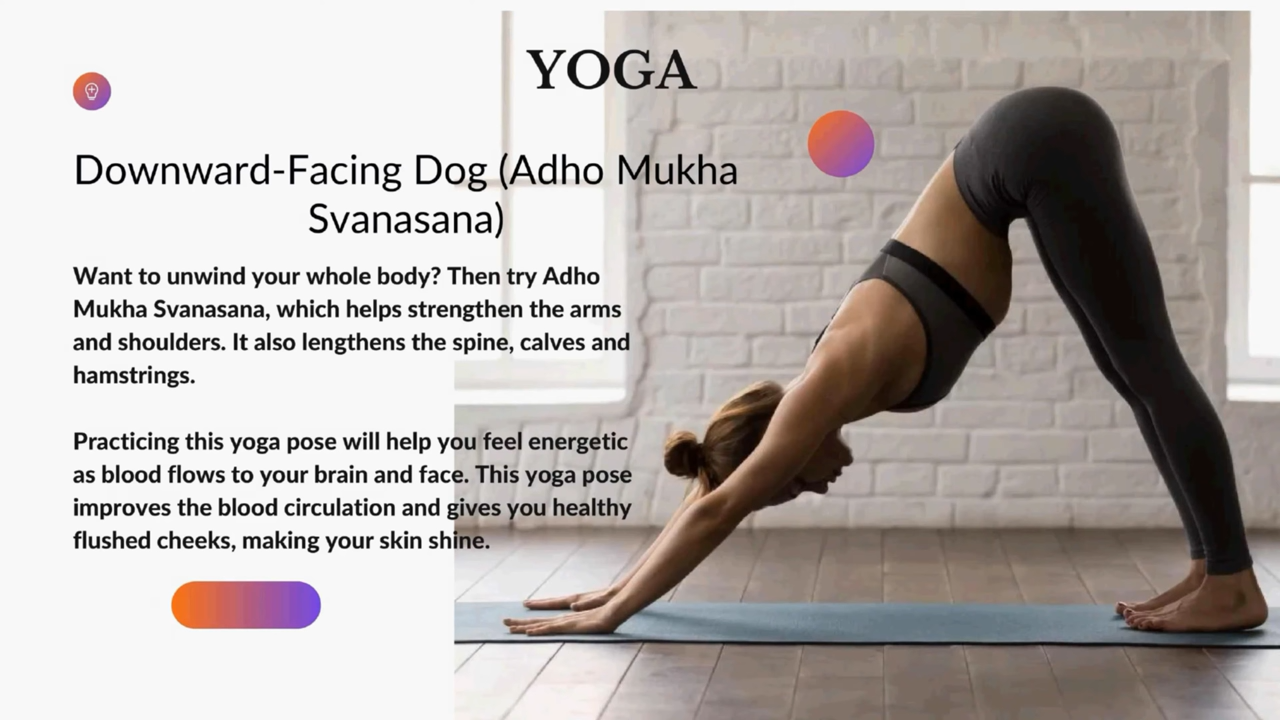 YOGA
Downward-Facing Dog (Adho Mukha
Svanasana)
Want to unwind your whole body? Then try Adho
Mukha Svanasana, which helps strengthen the arms
and shoulders. It also lengthens the spine, calves and
hamstrings.
Practicing this yoga pose will help you feel energetic
as blood flows to your brain and face. This yoga pose
improves the blood circulation and gives you healthy
flushed cheeks, making your skin shine.